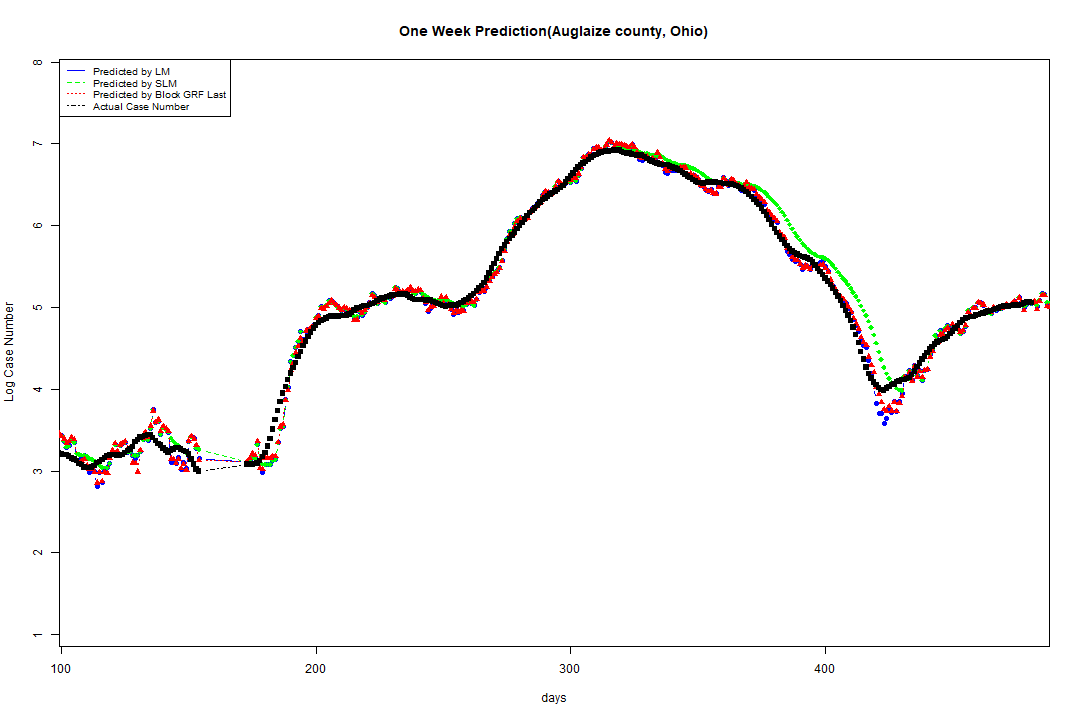 One Week Prediction(Auglaize county, Ohio)
8
Predicted by LM
Predicted by SLM
Predicted by Block GRF Last
Actual Case Number
7
6
5
4
3
2
1
Log Case Number
100 200 300 400
days